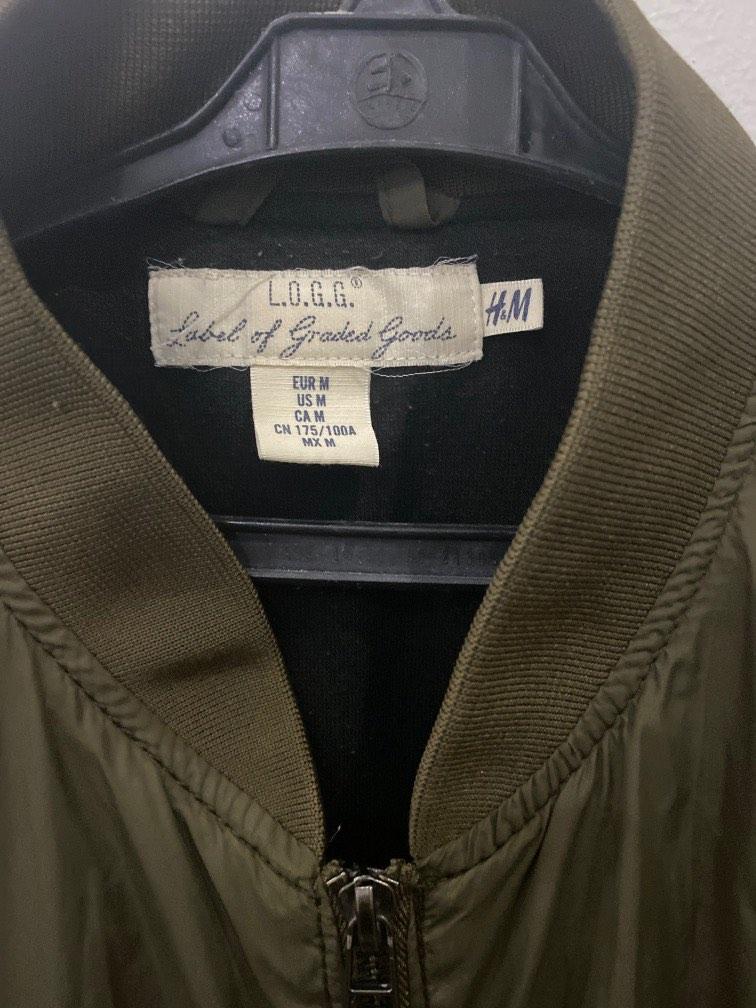 L.O.G.G.®
Label of Graded Goods
H&M
EUR M
US M
CA M
CN 175/100A
MX M